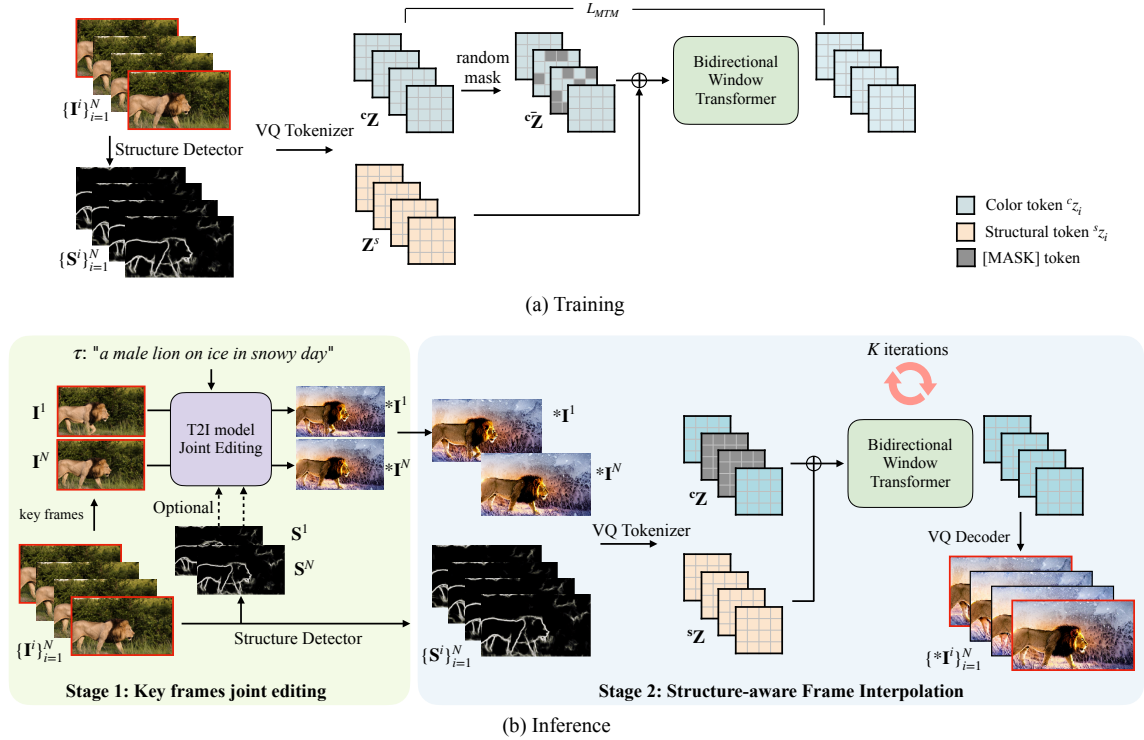 L_{MTM}
random
mask
Bidirectional
Window
Transformer
{I^i}_{i=1}^N
^cZ
^c\bar{Z}
VQ Tokenizer
Structure Detector
Z^s
{S^i}_{i=1}^N
Color token ^cz_i
Structural token ^sz_i
[MASK] token
(a) Training
τ: "a male lion on ice in snowy day"
I^1
I^N
T2I model
Joint Editing
*I^1
*I^N
key frames
Optional
S^1
S^N
{I^i}_{i=1}^N
Structure Detector
Stage 1: Key frames joint editing
*I^1
*I^N
VQ Tokenizer
{S^i}_{i=1}^N
^cZ
^sZ
K iterations
Bidirectional
Window
Transformer
VQ Decoder
{*I^i}_{i=1}^N
Stage 2: Structure-aware Frame Interpolation
(b) Inference